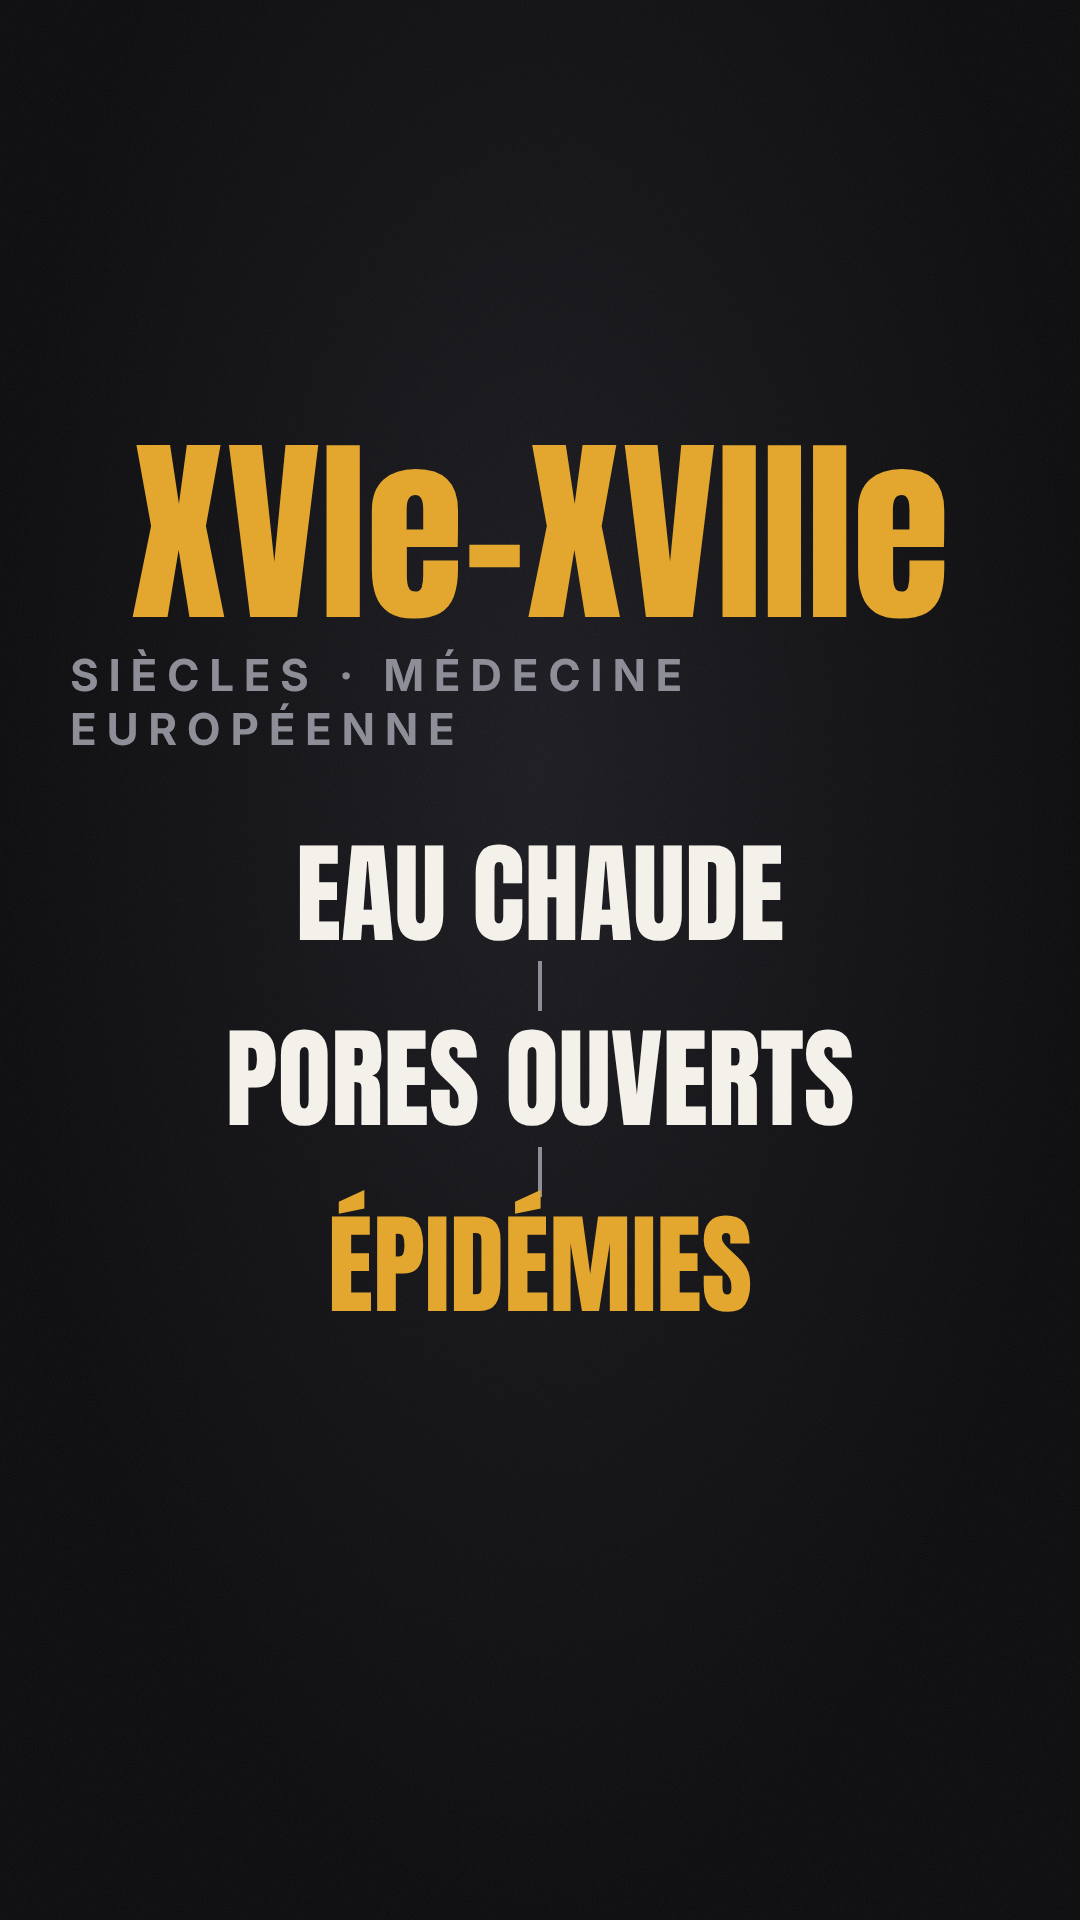 XVIe-XVIIIe
SIÈCLES · MÉDECINE
EUROPÉENNE
EAU CHAUDE
PORES OUVERTS
ÉPIDÉMIES